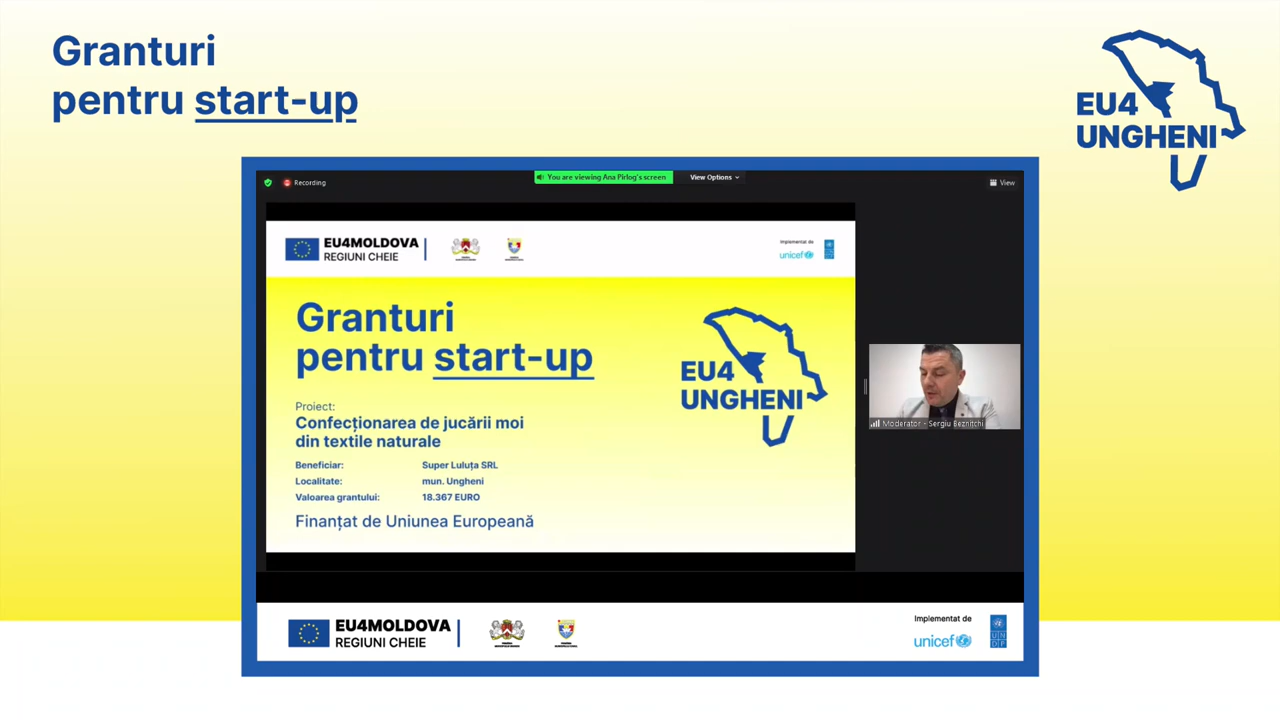 Granturi
pentru start-up
EU4
UNGHENI
Recording
You are viewing Ana Pirlog's screen
View Options
View
EU4MOLDOVA
REGIUNI CHEIE
Implementat de
unicef
Granturi
pentru start-up
EU4
UNGHENI
Proiect:
Confecționarea de jucării moi
din textile naturale
Beneficiar: Super Luluța SRL
Localitate: mun. Ungheni
Valoarea grantului: 18.367 EURO
Finanțat de Uniunea Europeană
Moderator - Sergiu Beznitchi
EU4MOLDOVA
REGIUNI CHEIE
Implementat de
unicef
UN
DP